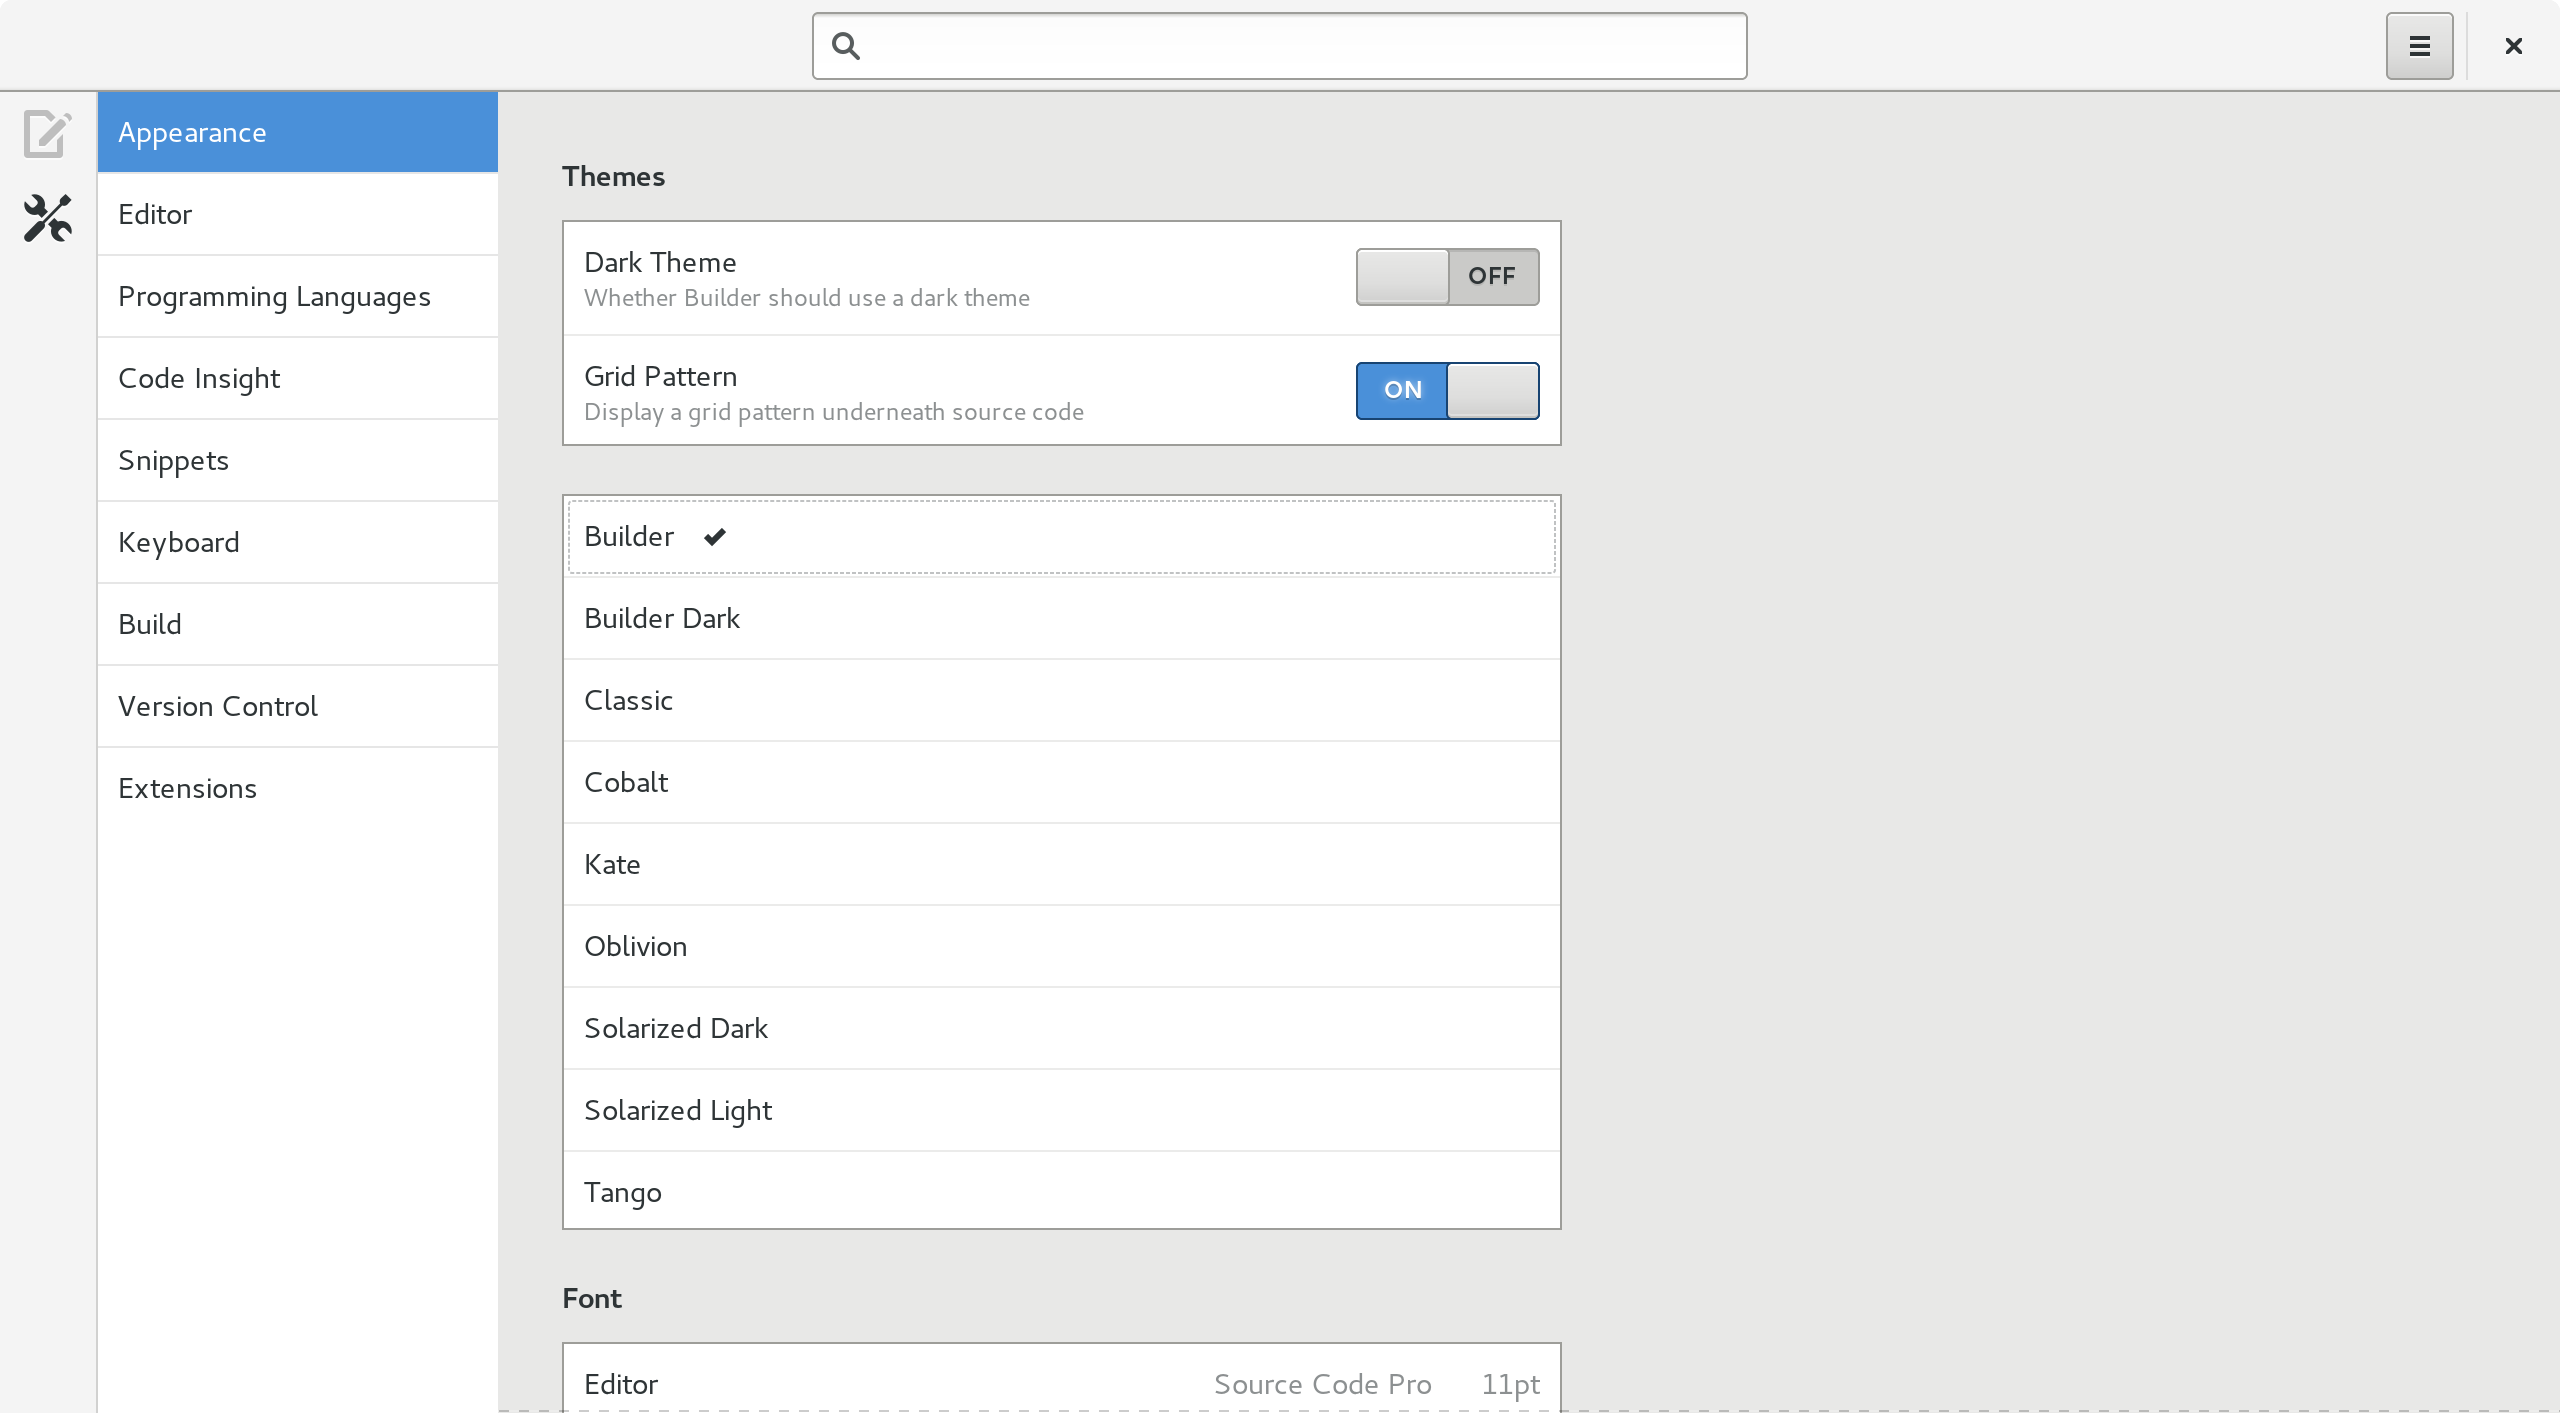 Appearance
Editor
Programming Languages
Code Insight
Snippets
Keyboard
Build
Version Control
Extensions
Themes
Dark Theme
Whether Builder should use a dark theme
OFF
Grid Pattern
Display a grid pattern underneath source code
ON
Builder
Builder Dark
Classic
Cobalt
Kate
Oblivion
Solarized Dark
Solarized Light
Tango
Font
Editor Source Code Pro 11pt